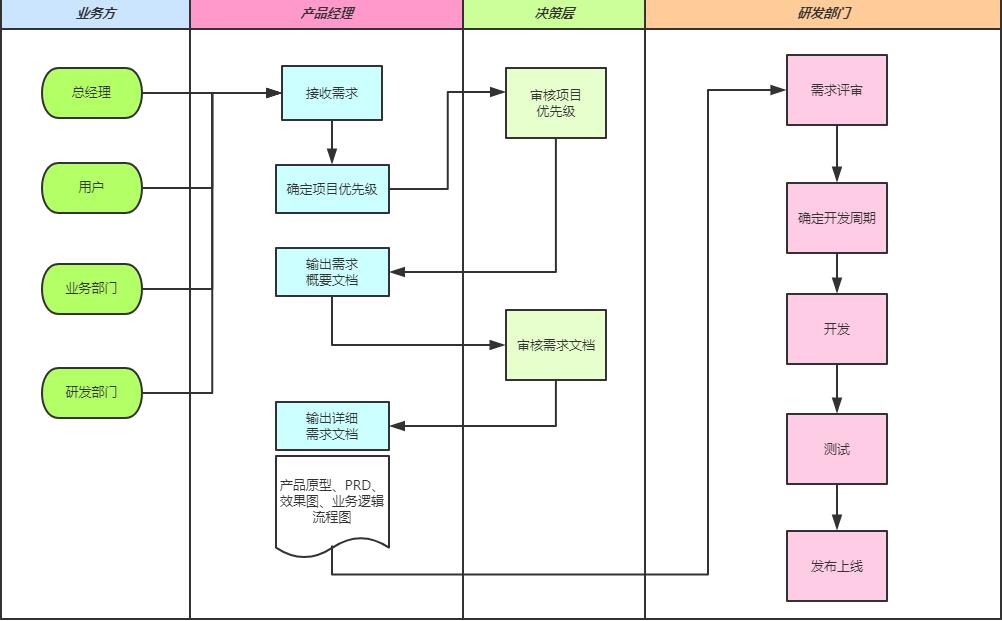 业务方
产品经理
决策层
研发部门
总经理
用户
业务部门
研发部门
接收需求
确定项目优先级
输出需求
概要文档
输出详细
需求文档
产品原型、PRD、
效果图、业务逻辑
流程图
审核项目
优先级
审核需求文档
需求评审
确定开发周期
开发
测试
发布上线